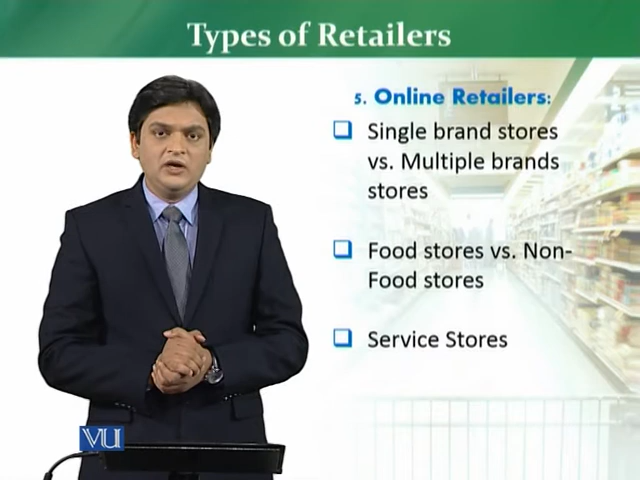 Types of Retailers
5. Online Retailers:
Single brand stores
vs. Multiple brands
stores
Food stores vs. Non-
Food stores
Service Stores
VU